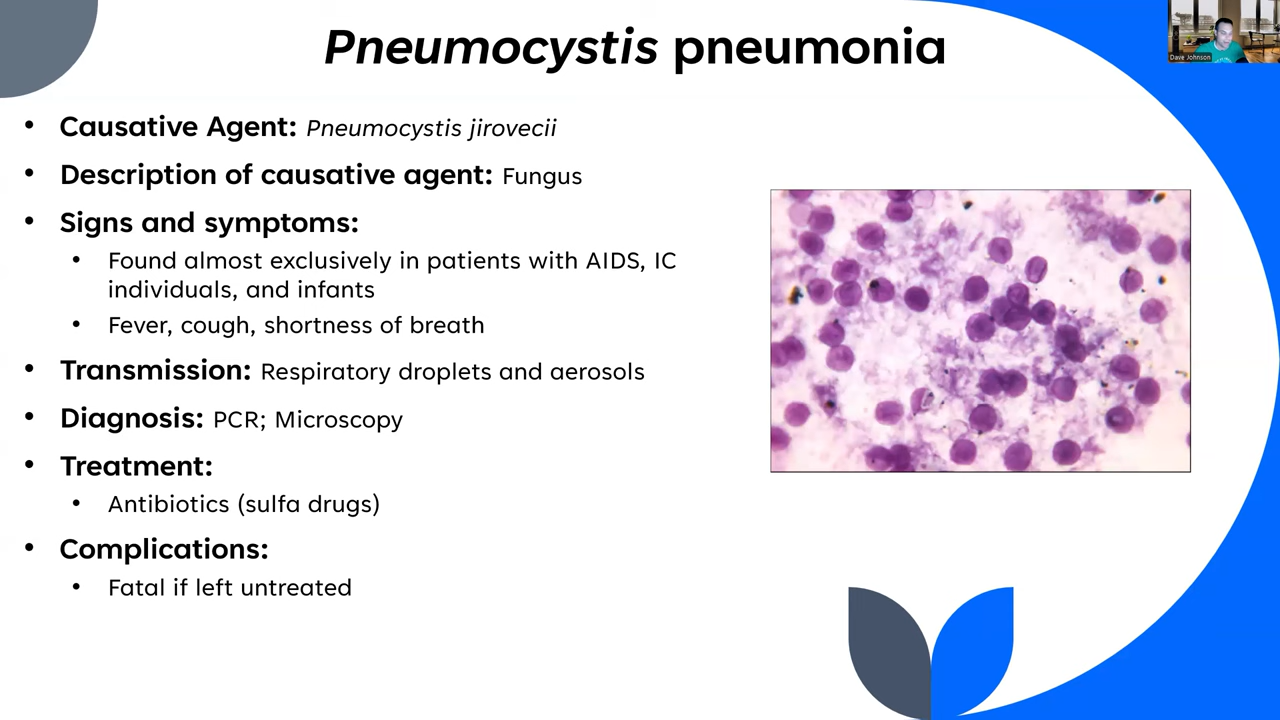 Pneumocystis pneumonia
Dave Johnson
• Causative Agent: Pneumocystis jirovecii
• Description of causative agent: Fungus
• Signs and symptoms:
• Found almost exclusively in patients with AIDS, IC
individuals, and infants
• Fever, cough, shortness of breath
• Transmission: Respiratory droplets and aerosols
• Diagnosis: PCR; Microscopy
• Treatment:
• Antibiotics (sulfa drugs)
• Complications:
• Fatal if left untreated